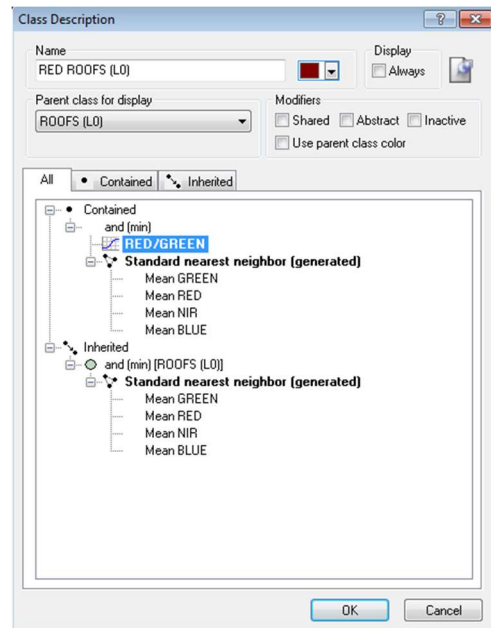 Class Description
Name
RED ROOFS (L0)
Display
Always
Parent class for display
ROOFS (L0)
Modifiers
Shared Abstract Inactive
Use parent class color
All Contained Inherited
Contained
and (min)
RED/GREEN
Standard nearest neighbor (generated)
Mean GREEN
Mean RED
Mean NIR
Mean BLUE
Inherited
and (min) [ROOFS (L0)]
Standard nearest neighbor (generated)
Mean GREEN
Mean RED
Mean NIR
Mean BLUE
OK Cancel